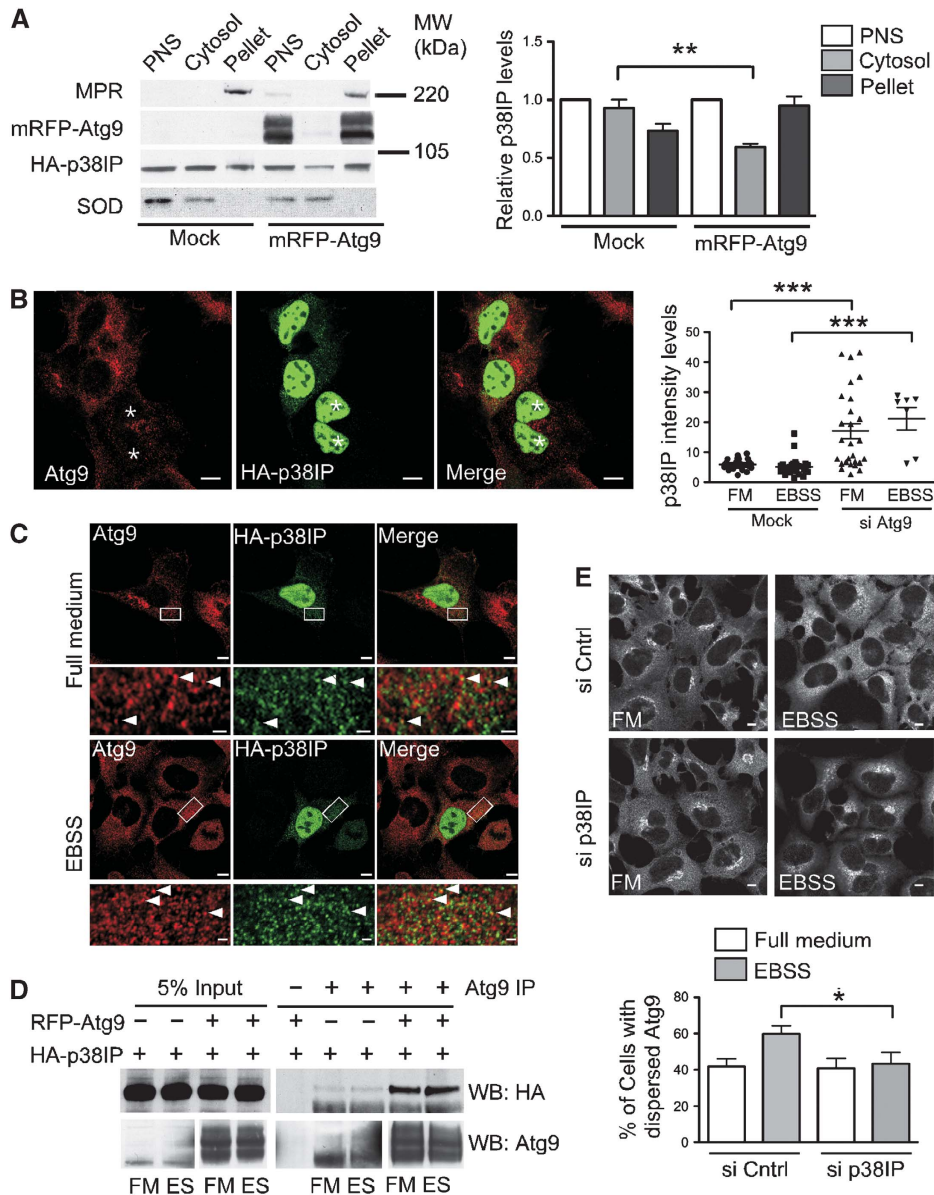 A
PNS Cytosol Pellet PNS Cytosol Pellet
MW (kDa)
MPR
220
mRFP-Atg9
105
HA-p38IP
SOD
Mock mRFP-Atg9
Relative p38IP levels
1.5
1.0
0.5
0.0
**
PNS
Cytosol
Pellet
Mock mRFP-Atg9
B
* * * * * *
Atg9 HA-p38IP Merge
p38IP intensity levels
50
40
30
20
10
0
*** ***
FM EBSS FM EBSS
Mock si Atg9
C
Atg9 HA-p38IP Merge
Full medium
Atg9 HA-p38IP Merge
EBSS
D
5% Input
- + + + + Atg9 IP
RFP-Atg9 - - + + + - - + +
HA-p38IP + + + + + + + + +
WB: HA
WB: Atg9
FM ES FM ES FM ES FM ES
E
si Cntrl
FM EBSS
si p38IP
FM EBSS
Full medium
EBSS
% of Cells with dispersed Atg9
80
60
40
20
0
*
si Cntrl si p38IP